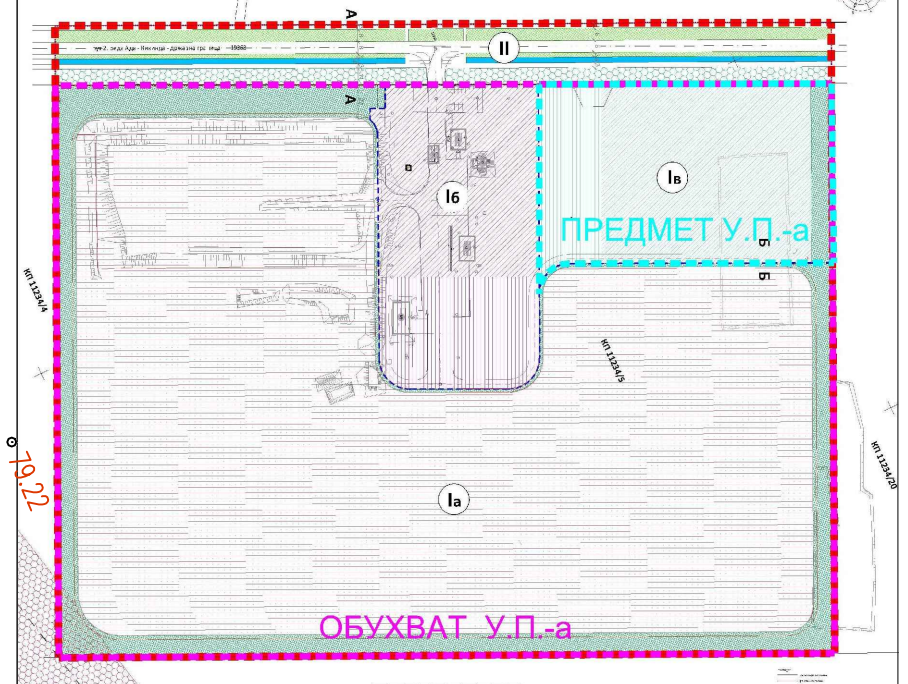 А
II
А
Iв
Iб
ПРЕДМЕТ У.П.-а
Б
Б
КП 11234/4
КП 11234/5
79.22
КП 11234/20
Iа
ОБУХВАТ У.П.-а